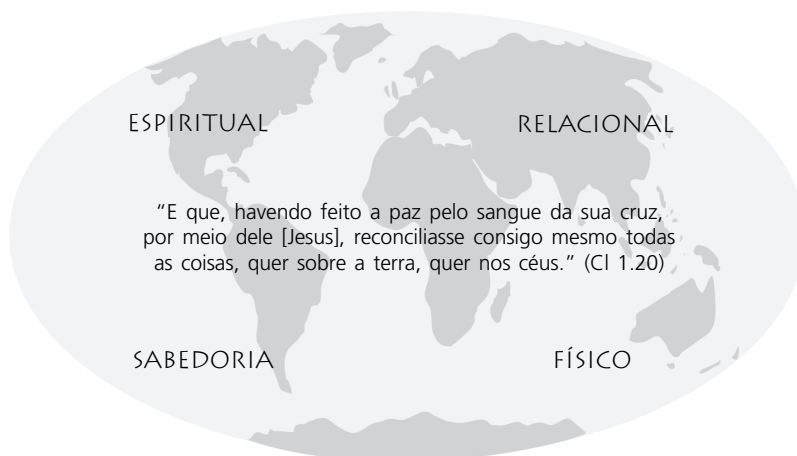 ESPIRITUAL
RELACIONAL
“E que, havendo feito a paz pelo sangue da sua cruz,
por meio dele [Jesus], reconciliasse consigo mesmo todas
as coisas, quer sobre a terra, quer nos céus.” (Cl 1.20)
SABEDORIA
FÍSICO